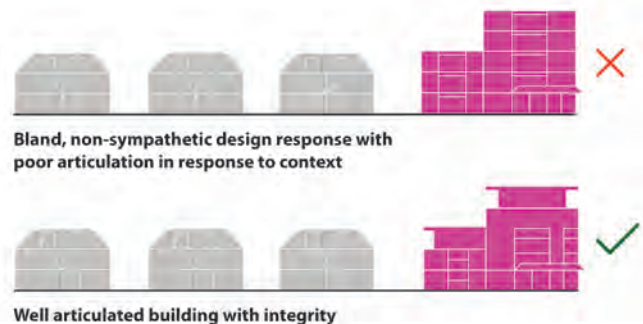 Bland, non-sympathetic design response with
poor articulation in response to context
Well articulated building with integrity